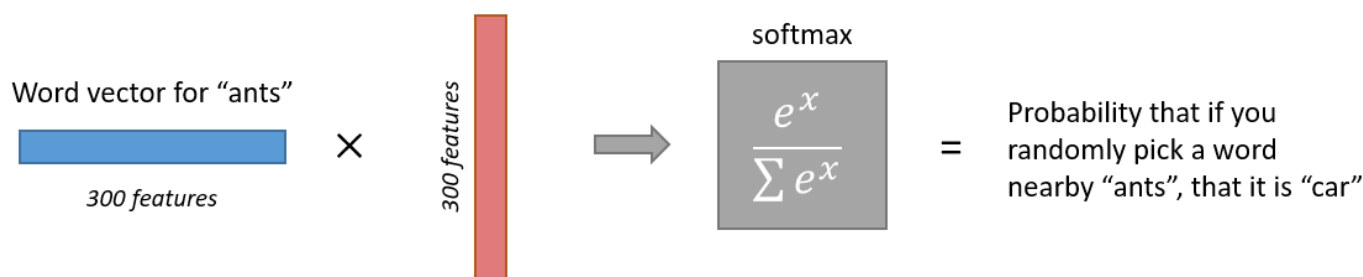 Word vector for “ants”
300 features
×
300 features
softmax
e^x
∑ e^x
=
Probability that if you
randomly pick a word
nearby “ants”, that it is “car”